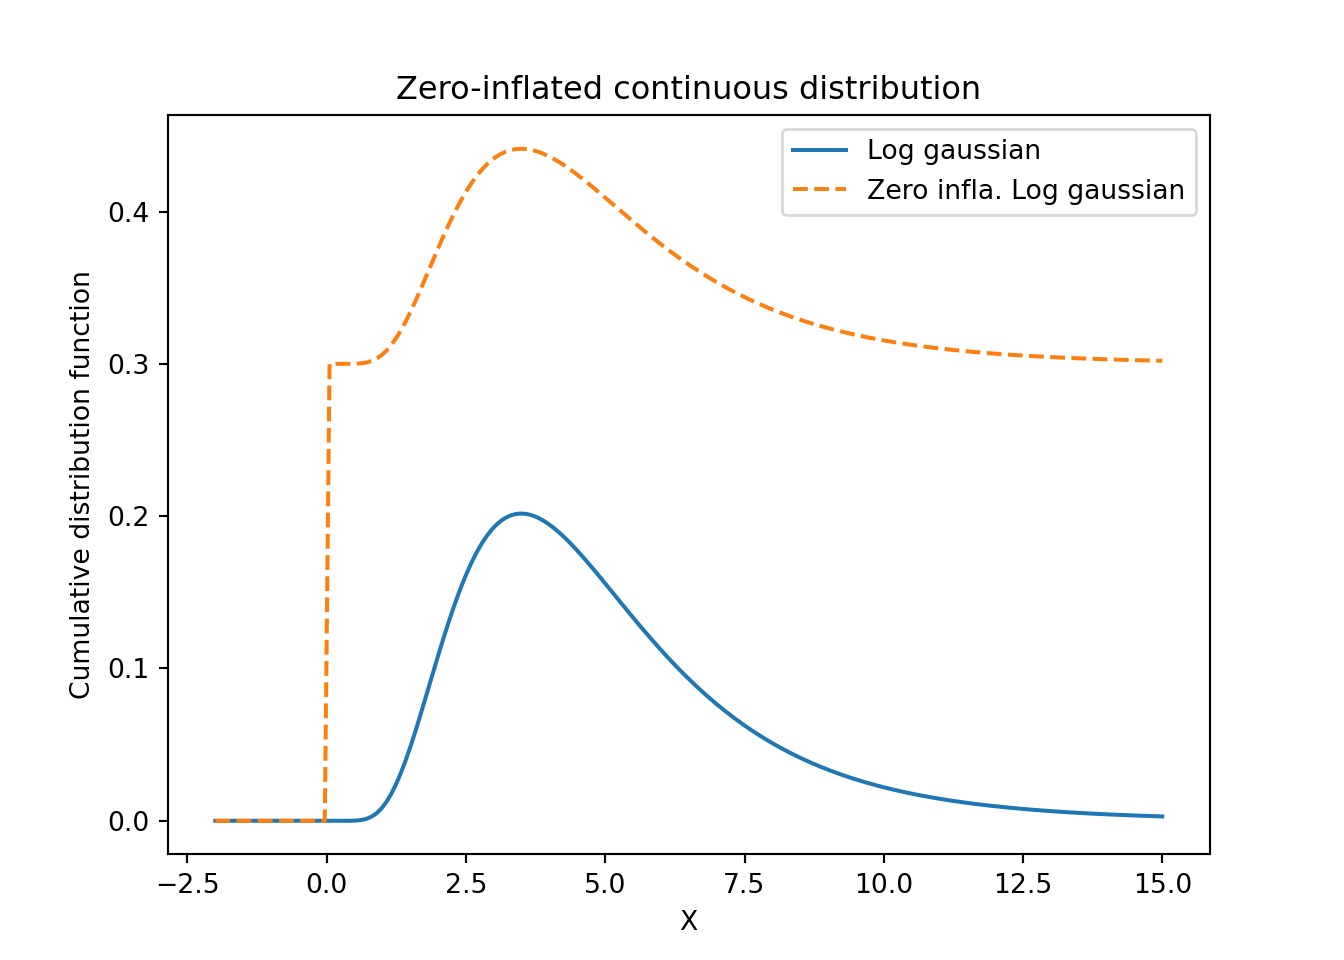 Zero-inflated continuous distribution
Log gaussian
Zero infla. Log gaussian
Cumulative distribution function
0.4
0.3
0.2
0.1
0.0
−2.5 0.0 2.5 5.0 7.5 10.0 12.5 15.0
X